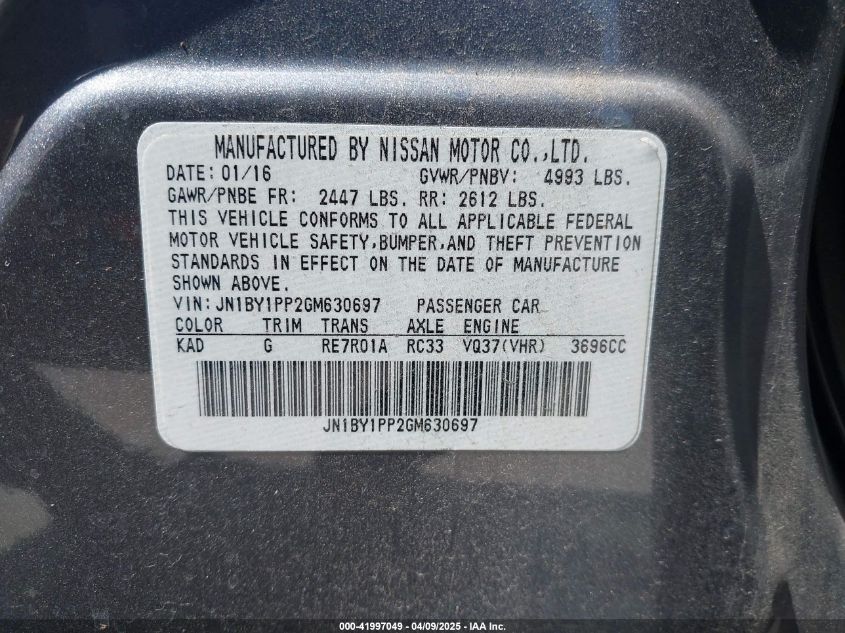 MANUFACTURED BY NISSAN MOTOR CO.,LTD.
DATE: 01/16 GVWR/PNBV: 4993 LBS.
GAWR/PNBE FR: 2447 LBS. RR: 2612 LBS.
THIS VEHICLE CONFORMS TO ALL APPLICABLE FEDERAL
MOTOR VEHICLE SAFETY,BUMPER,AND THEFT PREVENTION
STANDARDS IN EFFECT ON THE DATE OF MANUFACTURE
SHOWN ABOVE.
VIN:JN1BY1PP2GM630697 PASSENGER CAR
COLOR TRIM TRANS AXLE ENGINE
KAD G RE7R01A RC33 VQ37(VHR) 3696CC
JN1BY1PP2GM630697
000-41997049 | 04/09/2025 | IAA Inc.